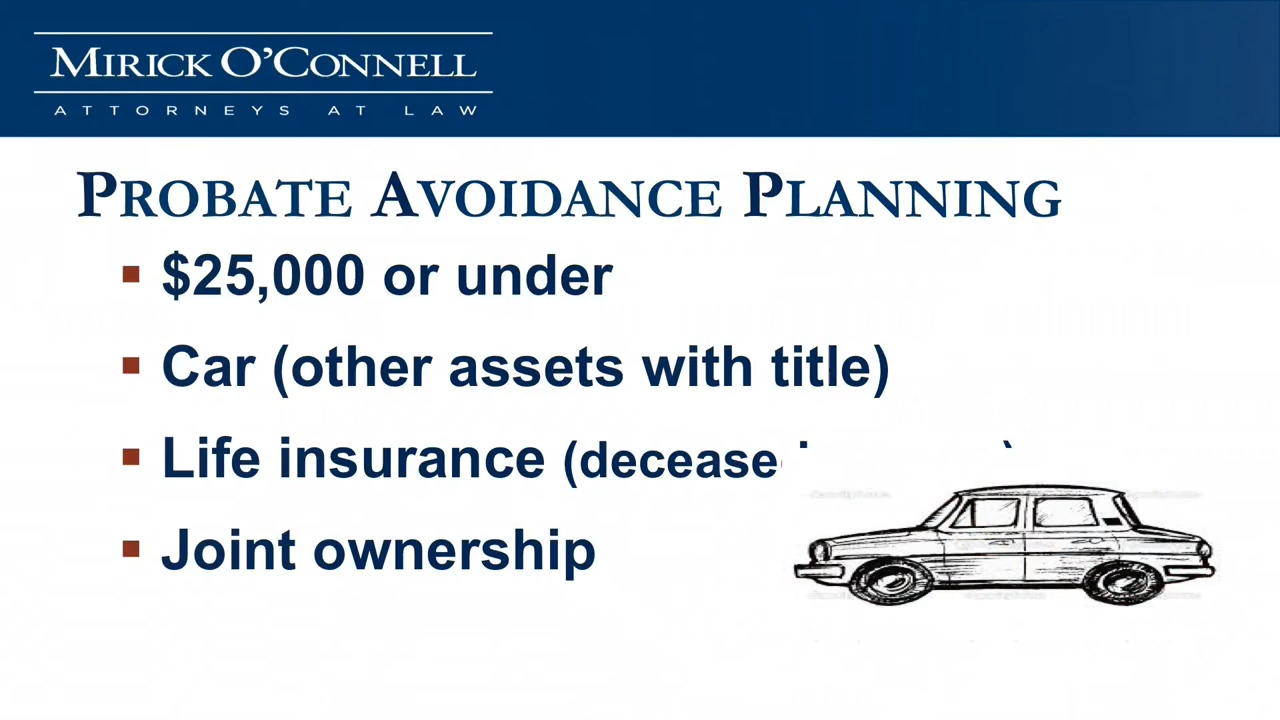 MIRICK O'CONNELL
ATTORNEYS AT LAW
PROBATE AVOIDANCE PLANNING
▪ $25,000 or under
▪ Car (other assets with title)
▪ Life insurance
▪ Joint ownership